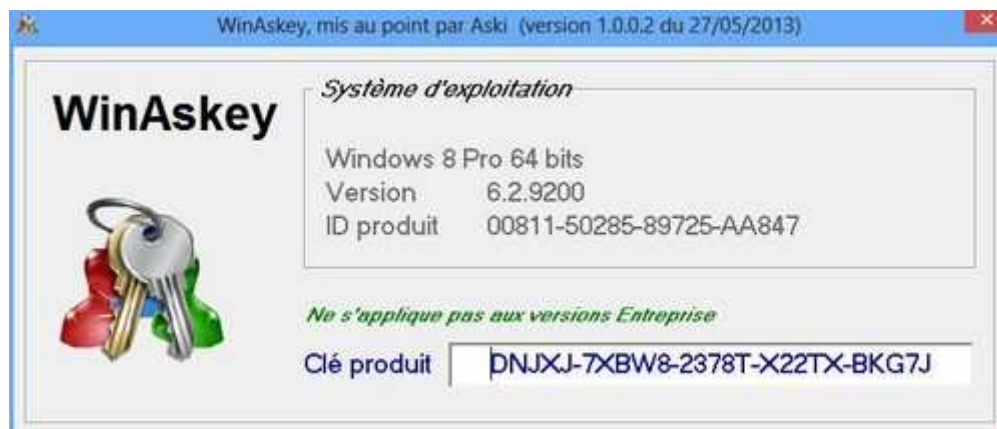 WinAskey, mis au point par Aski (version 1.0.0.2 du 27/05/2013)
WinAskey
Système d'exploitation
Windows 8 Pro 64 bits
Version 6.2.9200
ID produit 00811-50285-89725-AA847
Ne s'applique pas aux versions Entreprise
Clé produit DNJXJ-7XBW8-2378T-X22TX-BKG7J